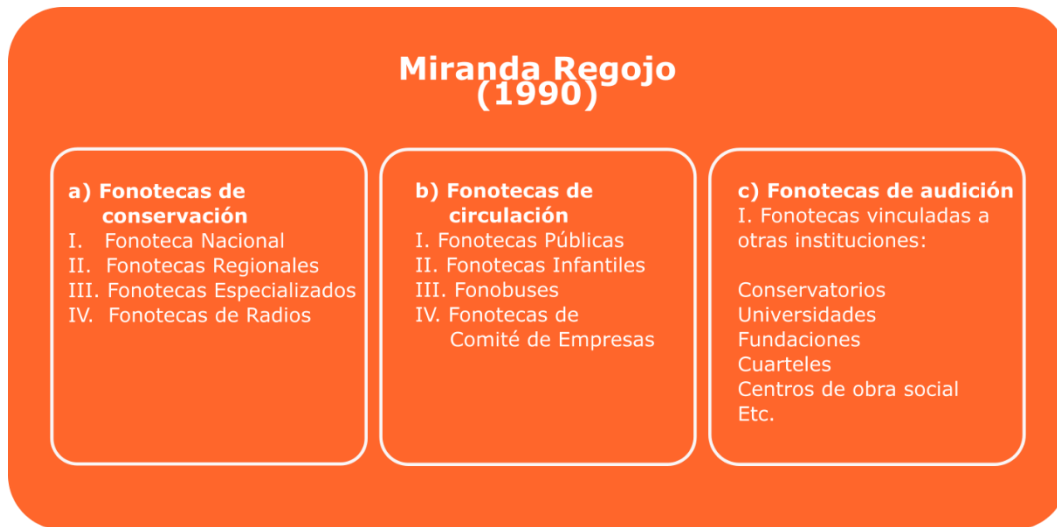 Miranda Regojo
(1990)
a) Fonotecas de
conservación
I. Fonoteca Nacional
II. Fonotecas Regionales
III. Fonotecas Especializados
IV. Fonotecas de Radios
b) Fonotecas de
circulación
I. Fonotecas Públicas
II. Fonotecas Infantiles
III. Fonobuses
IV. Fonotecas de
Comité de Empresas
c) Fonotecas de audición
I. Fonotecas vinculadas a
otras instituciones:
Conservatorios
Universidades
Fundaciones
Cuarteles
Centros de obra social
Etc.